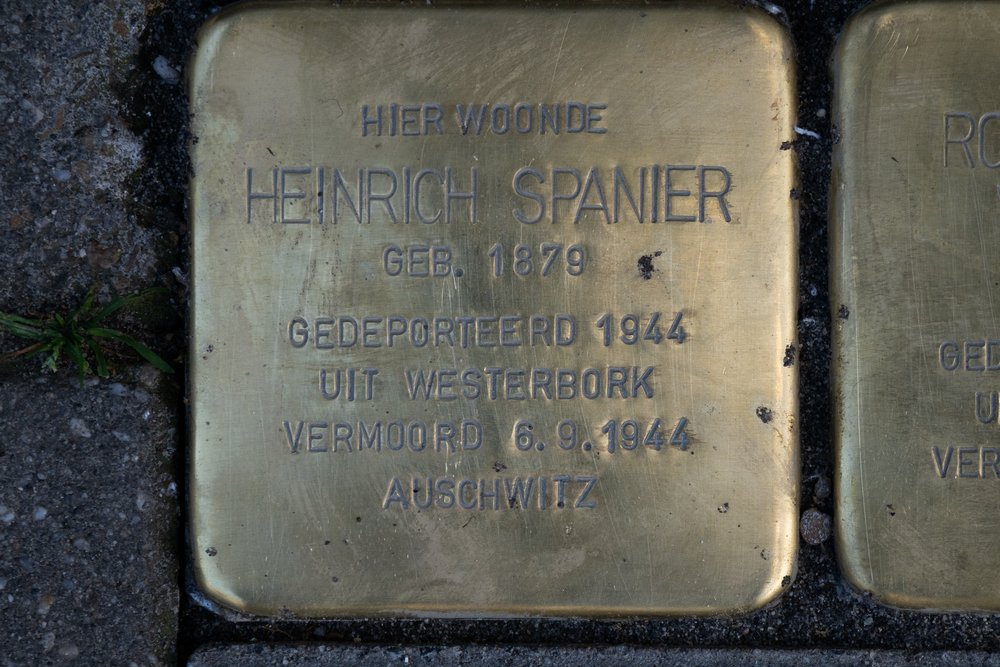 HIER WOONDE
HEINRICH SPANIER
GEB. 1879
GEDEPORTEERD 1944
UIT WESTERBORK
VERMOORD 6.9.1944
AUSCHWITZ